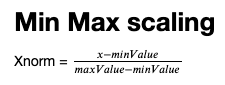 Min Max scaling
Xnorm = x−minValue
maxValue−minValue